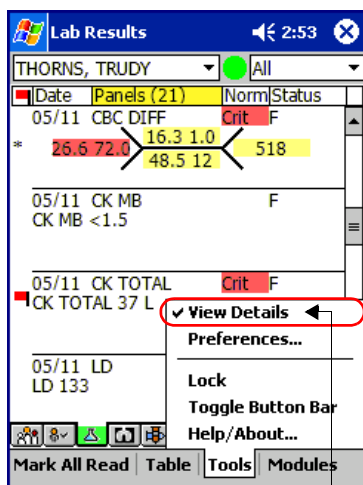 Lab Results 2:53
THORNS, TRUDY All
Date Panels (21) Norm Status
05/11 CBC DIFF Crit F
* 26.6 72.0 16.3 1.0 518
48.5 12
05/11 CK MB F
CK MB <1.5
05/11 CK TOTAL Crit F
CK TOTAL 37 L
View Details
Preferences...
05/11 LD
LD 133
Lock
Toggle Button Bar
Help/About...
Mark All Read Table Tools Modules